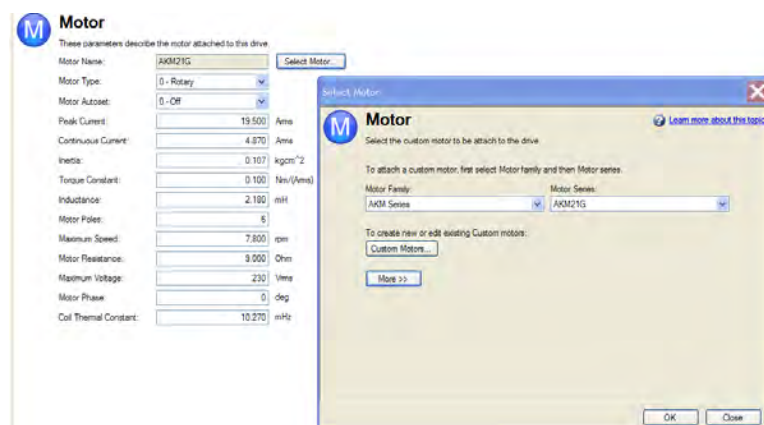 M
Motor
These parameters describe the motor attached to this drive.
Motor Name: AKM21G Select Motor...
Motor Type: 0 - Rotary
Motor Autoset: 0 - Off
Peak Current: 19.500 Arms
Continuous Current: 4.870 Arms
Inertia: 0.107 kgcm^2
Torque Constant: 0.100 Nm/(Arms)
Inductance: 2.180 mH
Motor Poles: 6
Maximum Speed: 7.800 rpm
Motor Resistance: 9.000 Ohm
Maximum Voltage: 230 Vrms
Motor Phase: 0 deg
Coil Thermal Constant: 10.270 mHz
Select Motor
M
Motor
Learn more about this topic
Select the custom motor to be attach to the drive
To attach a custom motor, first select Motor family and then Motor series.
Motor Family: Motor Series:
AKM Series AKM21G
To create new or edit existing Custom motors:
Custom Motors...
More >>
OK Close